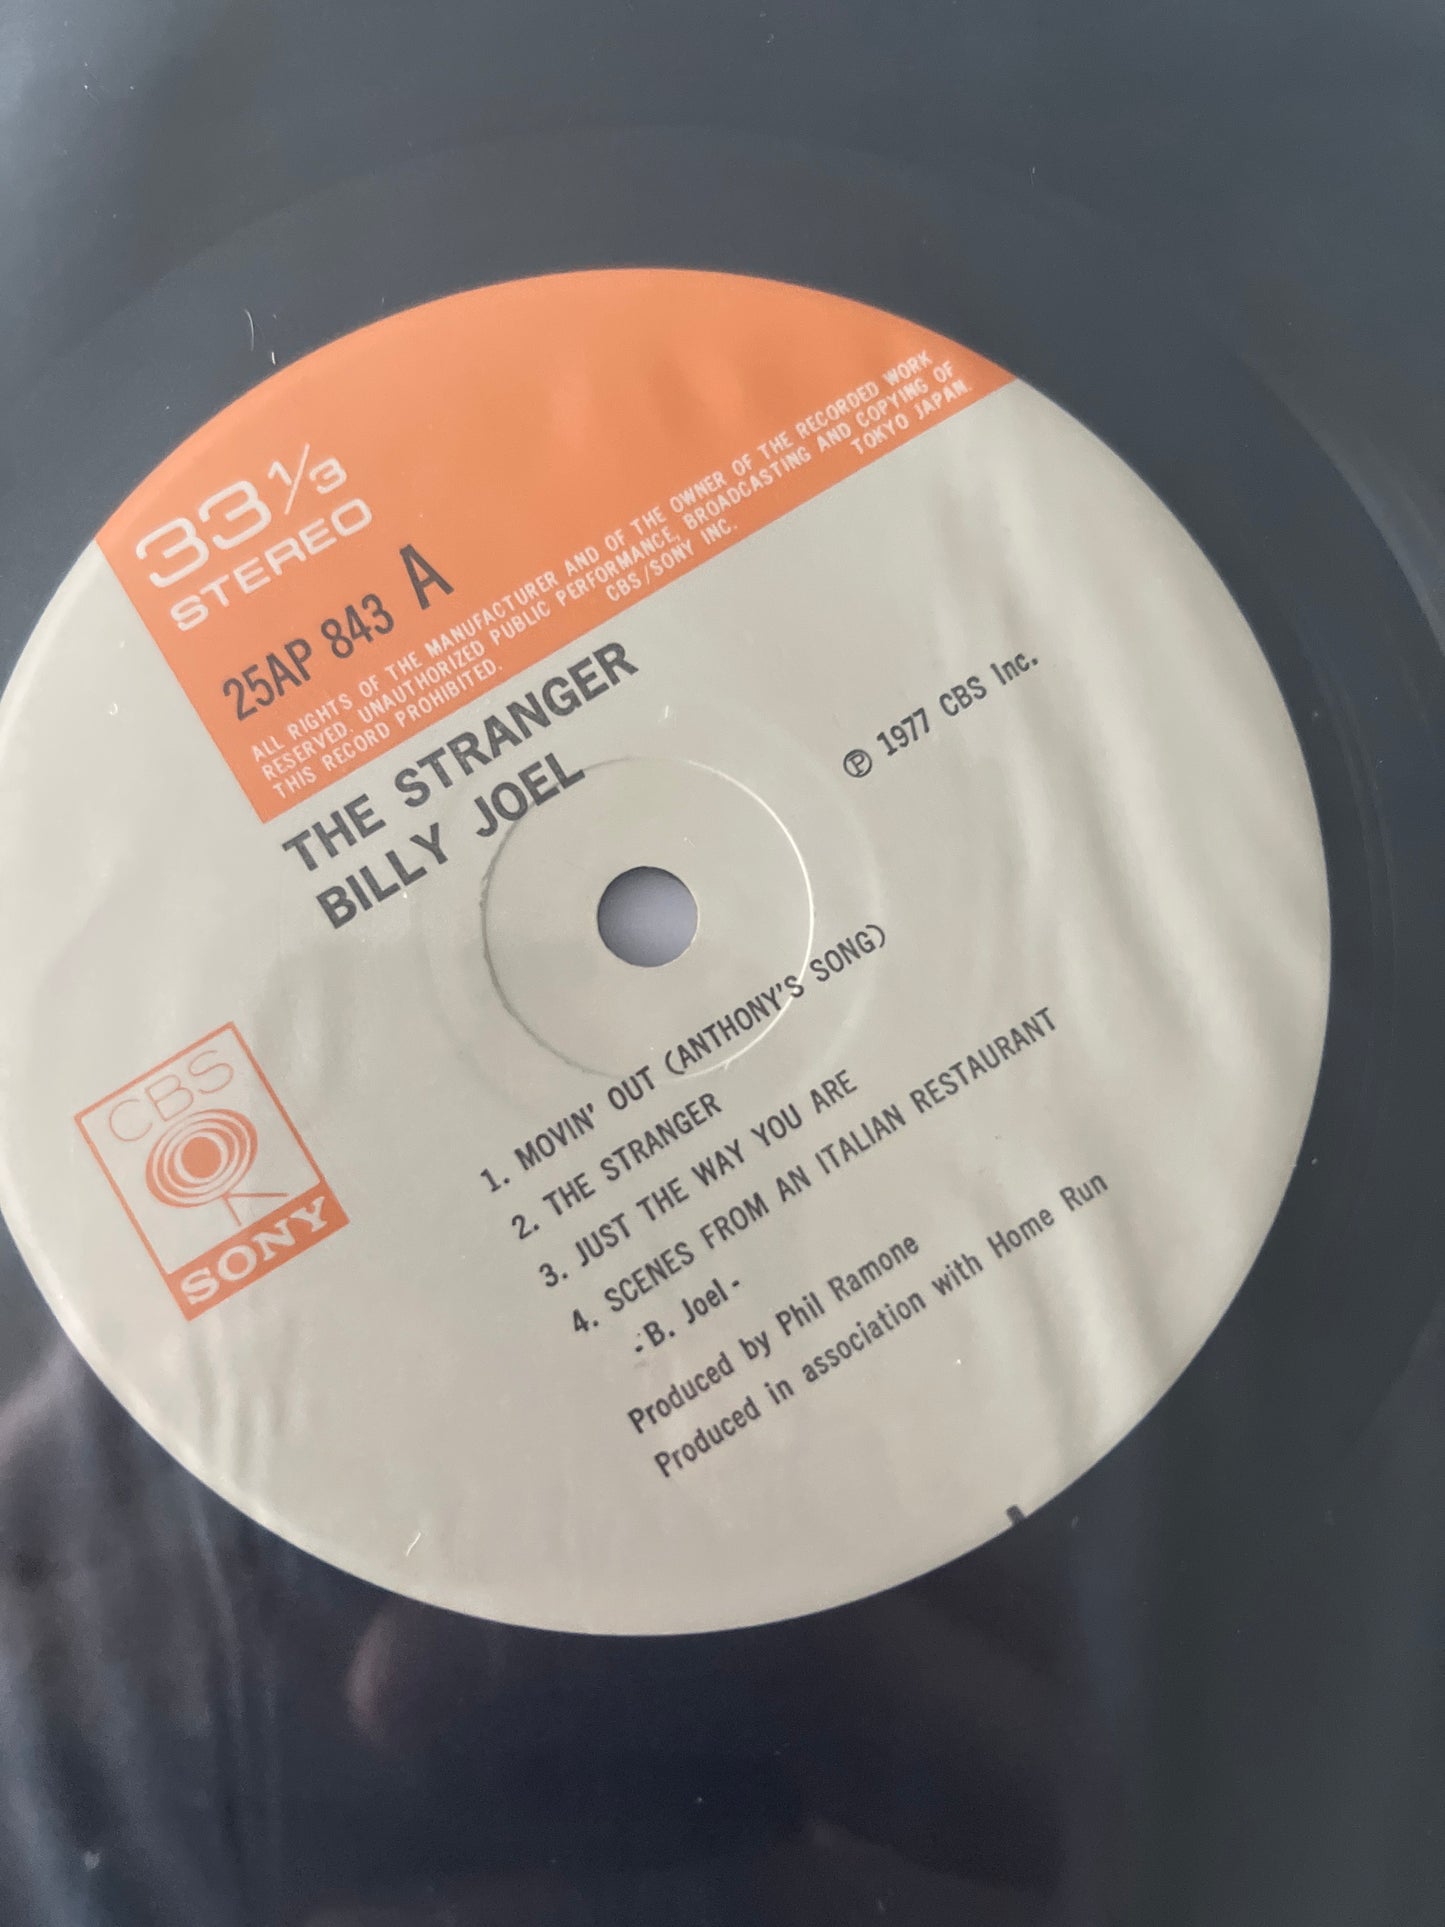 33 1/3
STEREO
25AP 843 A
ALL RIGHTS OF THE MANUFACTURER AND OF THE OWNER OF THE RECORDED WORK
RESERVED. UNAUTHORIZED PUBLIC PERFORMANCE, BROADCASTING AND COPYING OF
THIS RECORD PROHIBITED. CBS/SONY INC. TOKYO JAPAN.
THE STRANGER
BILLY JOEL
℗ 1977 CBS Inc.
CBS
SONY
1. MOVIN' OUT (ANTHONY'S SONG)
2. THE STRANGER
3. JUST THE WAY YOU ARE
4. SCENES FROM AN ITALIAN RESTAURANT
-B. Joel-
Produced by Phil Ramone
Produced in association with Home Run